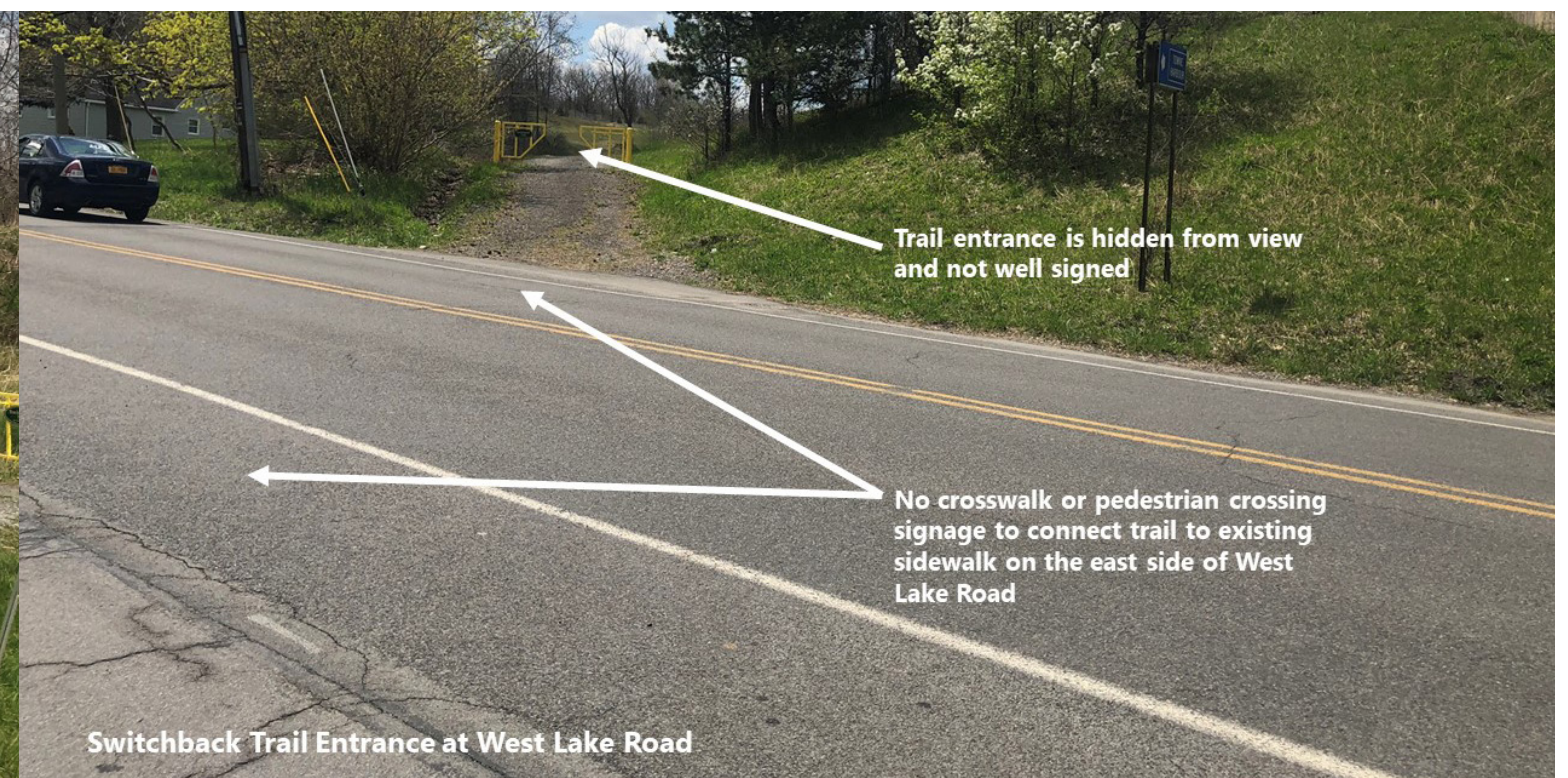 Trail entrance is hidden from view
and not well signed
No crosswalk or pedestrian crossing
signage to connect trail to existing
sidewalk on the east side of West
Lake Road
Switchback Trail Entrance at West Lake Road